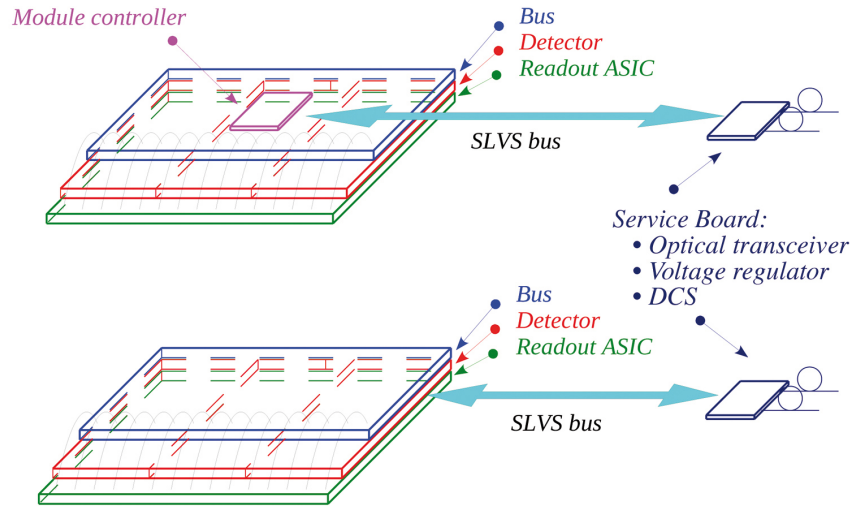 Module controller
Bus
Detector
Readout ASIC
SLVS bus
Service Board:
• Optical transceiver
• Voltage regulator
• DCS
Bus
Detector
Readout ASIC
SLVS bus